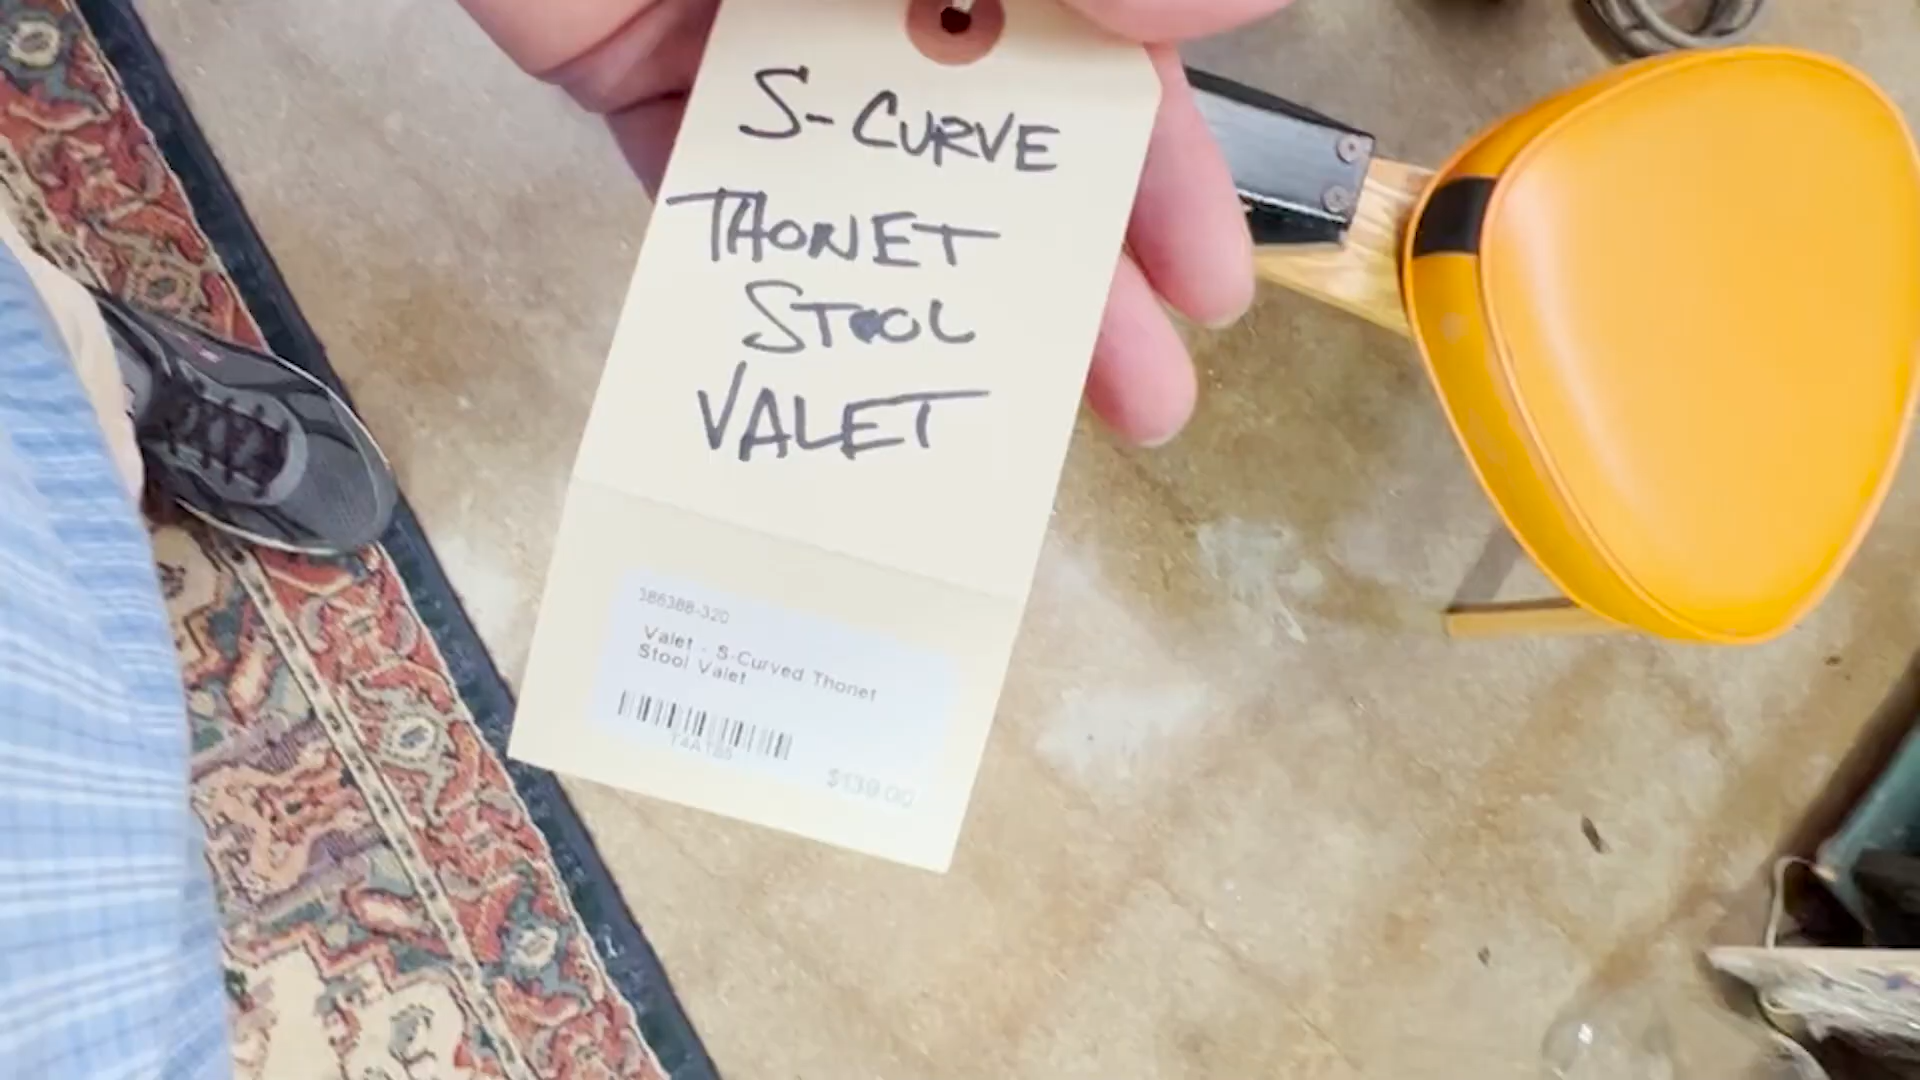 S-CURVE
THONET
STOOL
VALET
386388-320
Valet - S-Curved Thonet
Stool Valet
$139.00